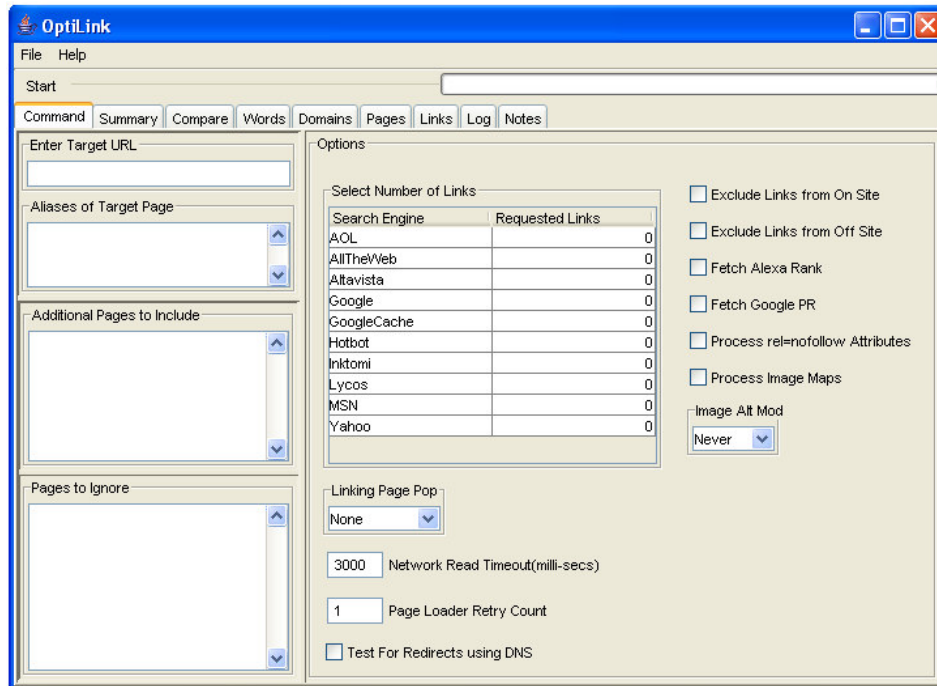 OptiLink
File Help
Start
Command Summary Compare Words Domains Pages Links Log Notes
Enter Target URL
Aliases of Target Page
Additional Pages to Include
Pages to Ignore
Options
Select Number of Links
Search Engine Requested Links
AOL 0
AllTheWeb 0
Altavista 0
Google 0
GoogleCache 0
Hotbot 0
Inktomi 0
Lycos 0
MSN 0
Yahoo 0
Linking Page Pop
None
3000 Network Read Timeout(milli-secs)
1 Page Loader Retry Count
Test For Redirects using DNS
Exclude Links from On Site
Exclude Links from Off Site
Fetch Alexa Rank
Fetch Google PR
Process rel=nofollow Attributes
Process Image Maps
Image Alt Mod
Never